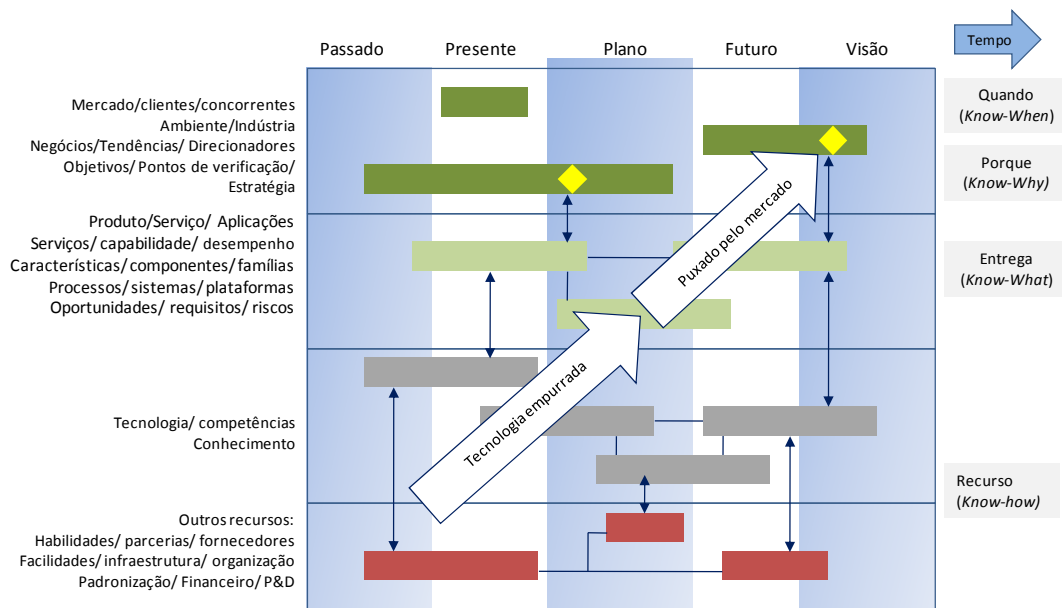 Passado
Presente
Plano
Futuro
Visão
Tempo
Mercado/clientes/concorrentes
Ambiente/Indústria
Negócios/Tendências/ Direcionadores
Objetivos/ Pontos de verificação/
Estratégia
Produto/Serviço/ Aplicações
Serviços/ capabilidade/ desempenho
Características/ componentes/ famílias
Processos/ sistemas/ plataformas
Oportunidades/ requisitos/ riscos
Tecnologia/ competências
Conhecimento
Outros recursos:
Habilidades/ parcerias/ fornecedores
Facilidades/ infraestrutura/ organização
Padronização/ Financeiro/ P&D
Tecnologia empurrada
Puxado pelo mercado
Quando
(Know-When)
Porque
(Know-Why)
Entrega
(Know-What)
Recurso
(Know-how)